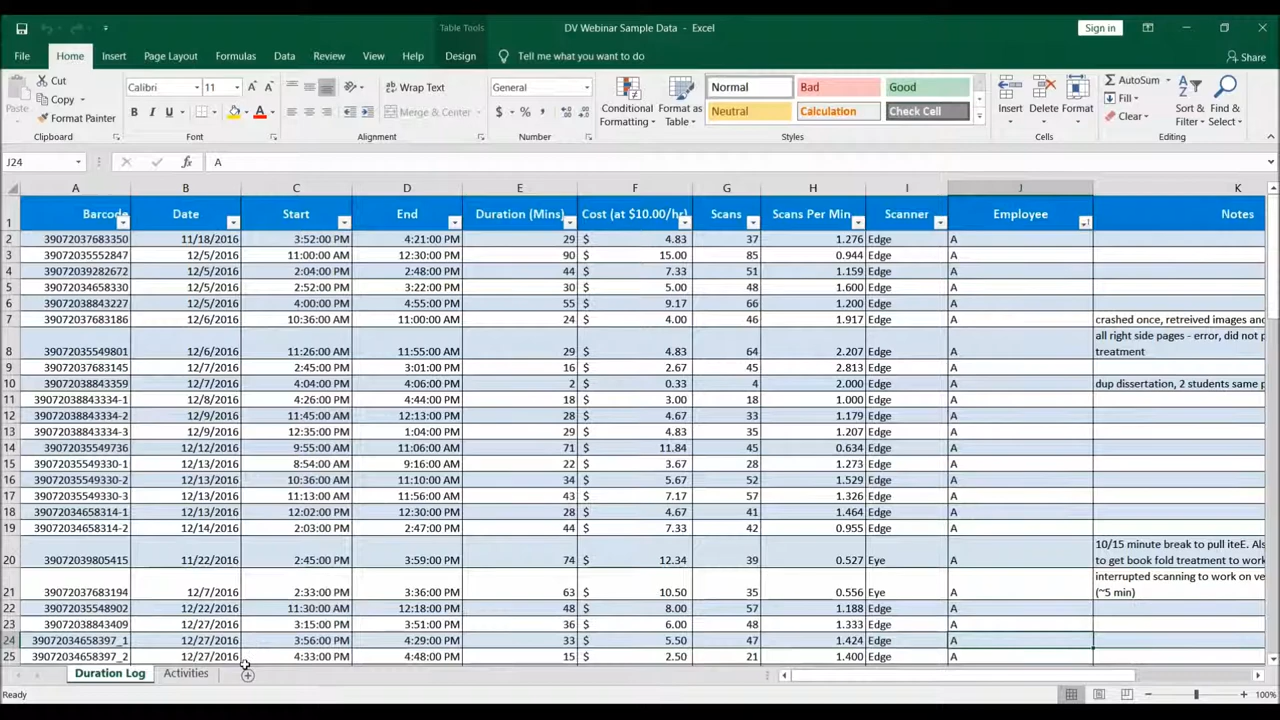 Table Tools
DV Webinar Sample Data - Excel
Sign in
File Home Insert Page Layout Formulas Data Review View Help Design Tell me what you want to do Share
Paste
Cut
Copy
Format Painter
Clipboard
Calibri 11
B I U
Font
Wrap Text
Merge & Center
Alignment
General
$ % ,
Number
Conditional Formatting
Format as Table
Normal Bad Good
Neutral Calculation Check Cell
Styles
Insert Delete Format
Cells
AutoSum
Fill
Clear
Sort & Filter
Find & Select
Editing
J24 fx A
A B C D E F G H I J K
1 Barcode Date Start End Duration (Mins) Cost (at $10.00/hr) Scans Scans Per Min Scanner Employee Notes
2 39072037683350 11/18/2016 3:52:00 PM 4:21:00 PM 29 $ 4.83 37 1.276 Edge A
3 39072035552847 12/5/2016 11:00:00 AM 12:30:00 PM 90 $ 15.00 85 0.944 Edge A
4 39072039282672 12/5/2016 2:04:00 PM 2:48:00 PM 44 $ 7.33 51 1.159 Edge A
5 39072034658330 12/5/2016 2:52:00 PM 3:22:00 PM 30 $ 5.00 48 1.600 Edge A
6 39072038843227 12/5/2016 4:00:00 PM 4:55:00 PM 55 $ 9.17 66 1.200 Edge A
7 39072037683186 12/6/2016 10:36:00 AM 11:00:00 AM 24 $ 4.00 46 1.917 Edge A crashed once, retreived images and
all right side pages - error, did not p
8 39072035549801 12/6/2016 11:26:00 AM 11:55:00 AM 29 $ 4.83 64 2.207 Edge A treatment
9 39072037683145 12/7/2016 2:45:00 PM 3:01:00 PM 16 $ 2.67 45 2.813 Edge A
10 39072038843359 12/7/2016 4:04:00 PM 4:06:00 PM 2 $ 0.33 4 2.000 Edge A dup dissertation, 2 students same p
11 39072038843334-1 12/8/2016 4:26:00 PM 4:44:00 PM 18 $ 3.00 18 1.000 Edge A
12 39072038843334-2 12/9/2016 11:45:00 AM 12:13:00 PM 28 $ 4.67 33 1.179 Edge A
13 39072038843334-3 12/9/2016 12:35:00 PM 1:04:00 PM 29 $ 4.83 35 1.207 Edge A
14 39072035549736 12/12/2016 9:55:00 AM 11:06:00 AM 71 $ 11.84 45 0.634 Edge A
15 39072035549330-1 12/13/2016 8:54:00 AM 9:16:00 AM 22 $ 3.67 28 1.273 Edge A
16 39072035549330-2 12/13/2016 10:36:00 AM 11:10:00 AM 34 $ 5.67 52 1.529 Edge A
17 39072035549330-3 12/13/2016 11:13:00 AM 11:56:00 AM 43 $ 7.17 57 1.326 Edge A
18 39072034658314-1 12/13/2016 12:02:00 PM 12:30:00 PM 28 $ 4.67 41 1.464 Edge A
19 39072034658314-2 12/14/2016 2:03:00 PM 2:47:00 PM 44 $ 7.33 42 0.955 Edge A
10/15 minute break to pull iteE. Als
20 39072039805415 11/22/2016 2:45:00 PM 3:59:00 PM 74 $ 12.34 39 0.527 Eye A to get book fold treatment to work
interrupted scanning to work on ve
21 39072037683194 12/7/2016 2:33:00 PM 3:36:00 PM 63 $ 10.50 35 0.556 Eye A (~5 min)
22 39072035548902 12/22/2016 11:30:00 AM 12:18:00 PM 48 $ 8.00 57 1.188 Edge A
23 39072038843409 12/27/2016 3:15:00 PM 3:51:00 PM 36 $ 6.00 48 1.333 Edge A
24 39072034658397_1 12/27/2016 3:56:00 PM 4:29:00 PM 33 $ 5.50 47 1.424 Edge A
25 39072034658397_2 12/27/2016 4:33:00 PM 4:48:00 PM 15 $ 2.50 21 1.400 Edge A
Duration Log Activities
Ready 100%